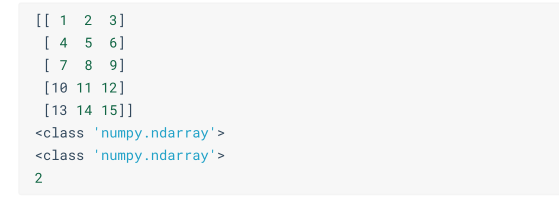 [[ 1  2  3]
 [ 4  5  6]
 [ 7  8  9]
 [10 11 12]
 [13 14 15]]
<class 'numpy.ndarray'>
<class 'numpy.ndarray'>
2